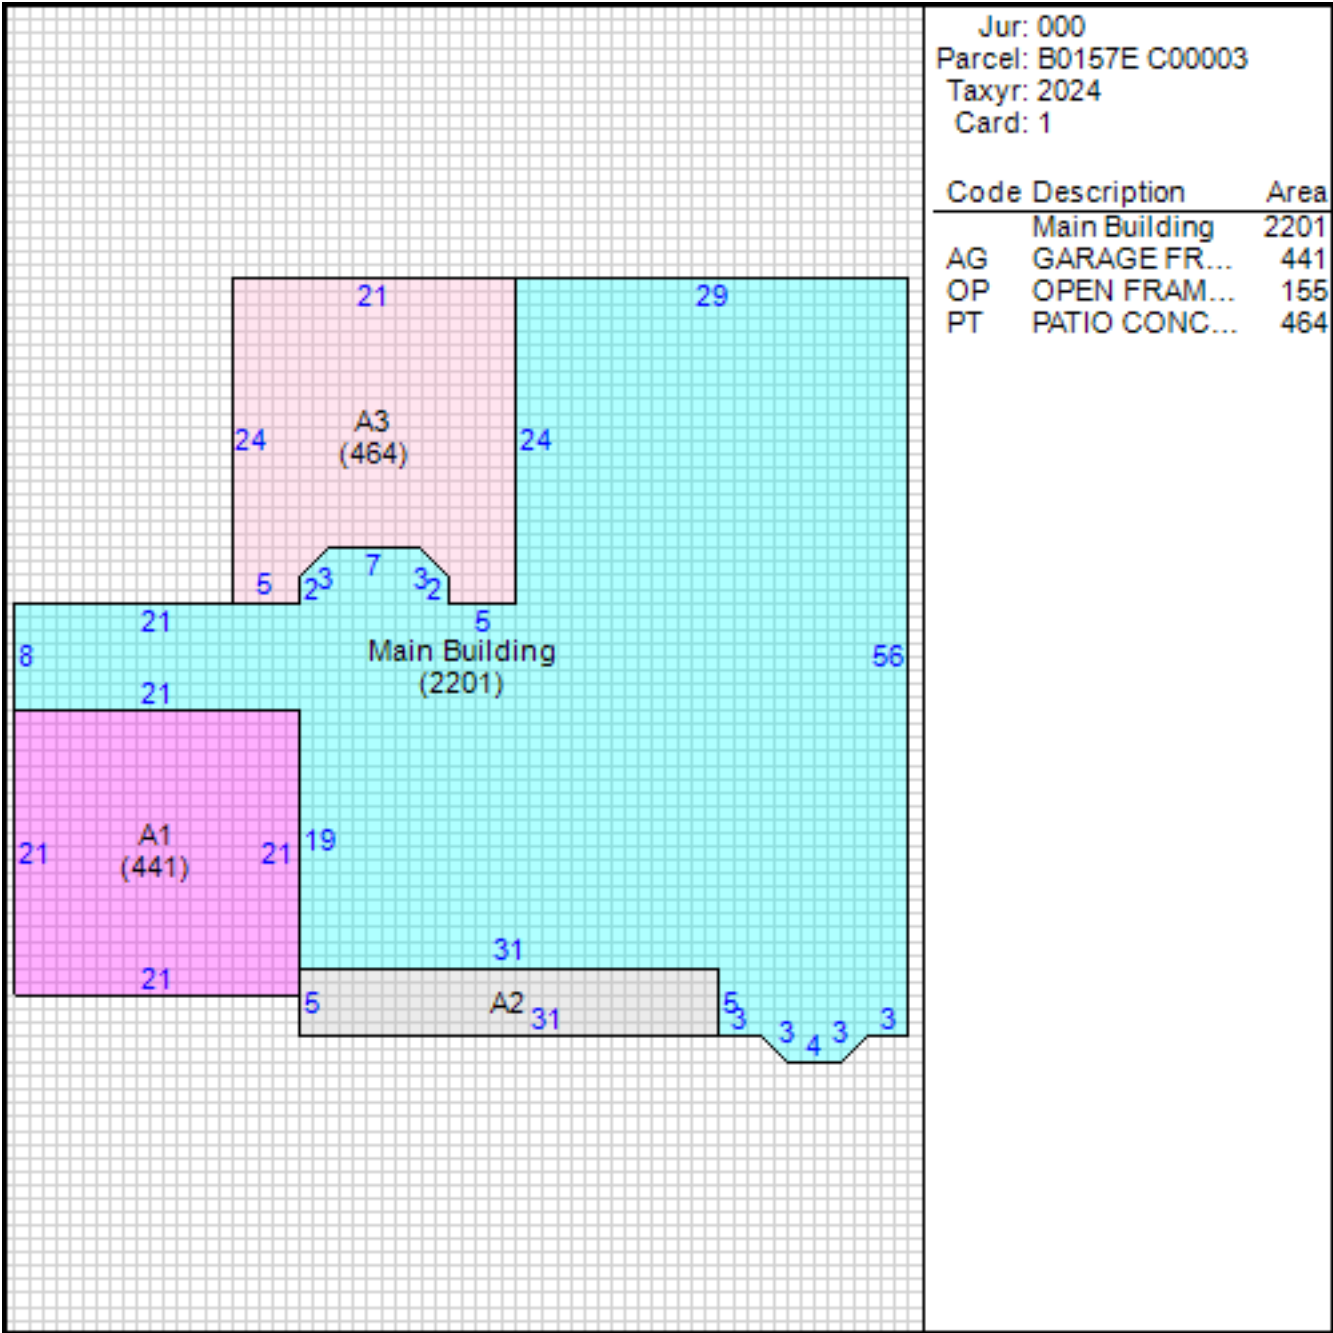 Jur: 000
Parcel: B0157E C00003
Taxyr: 2024
Card: 1
Code Description Area
Main Building 2201
AG GARAGE FR... 441
OP OPEN FRAM... 155
PT PATIO CONC... 464
21 29
A3
(464)
24 24
7
5 2 3 3 2
21 5
Main Building
(2201)
8 56
21
A1
(441)
21 21 19
31
21
5 A2 31 5
3 3 4 3 3